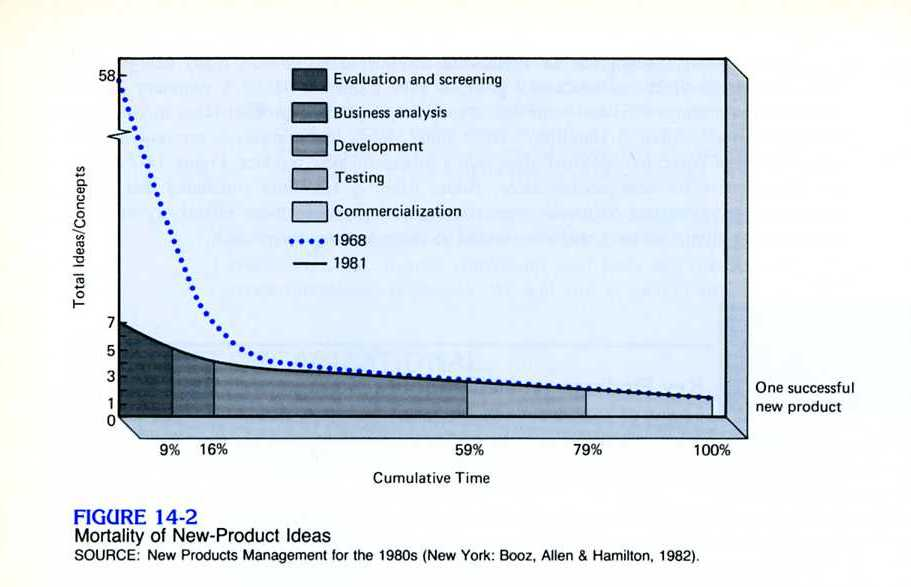 58
Evaluation and screening
Business analysis
Development
Testing
Commercialization
1968
1981
Total Ideas/Concepts
7
5
3
1
0
One successful
new product
9% 16% 59% 79% 100%
Cumulative Time
FIGURE 14-2
Mortality of New-Product Ideas
SOURCE: New Products Management for the 1980s (New York: Booz, Allen & Hamilton, 1982).